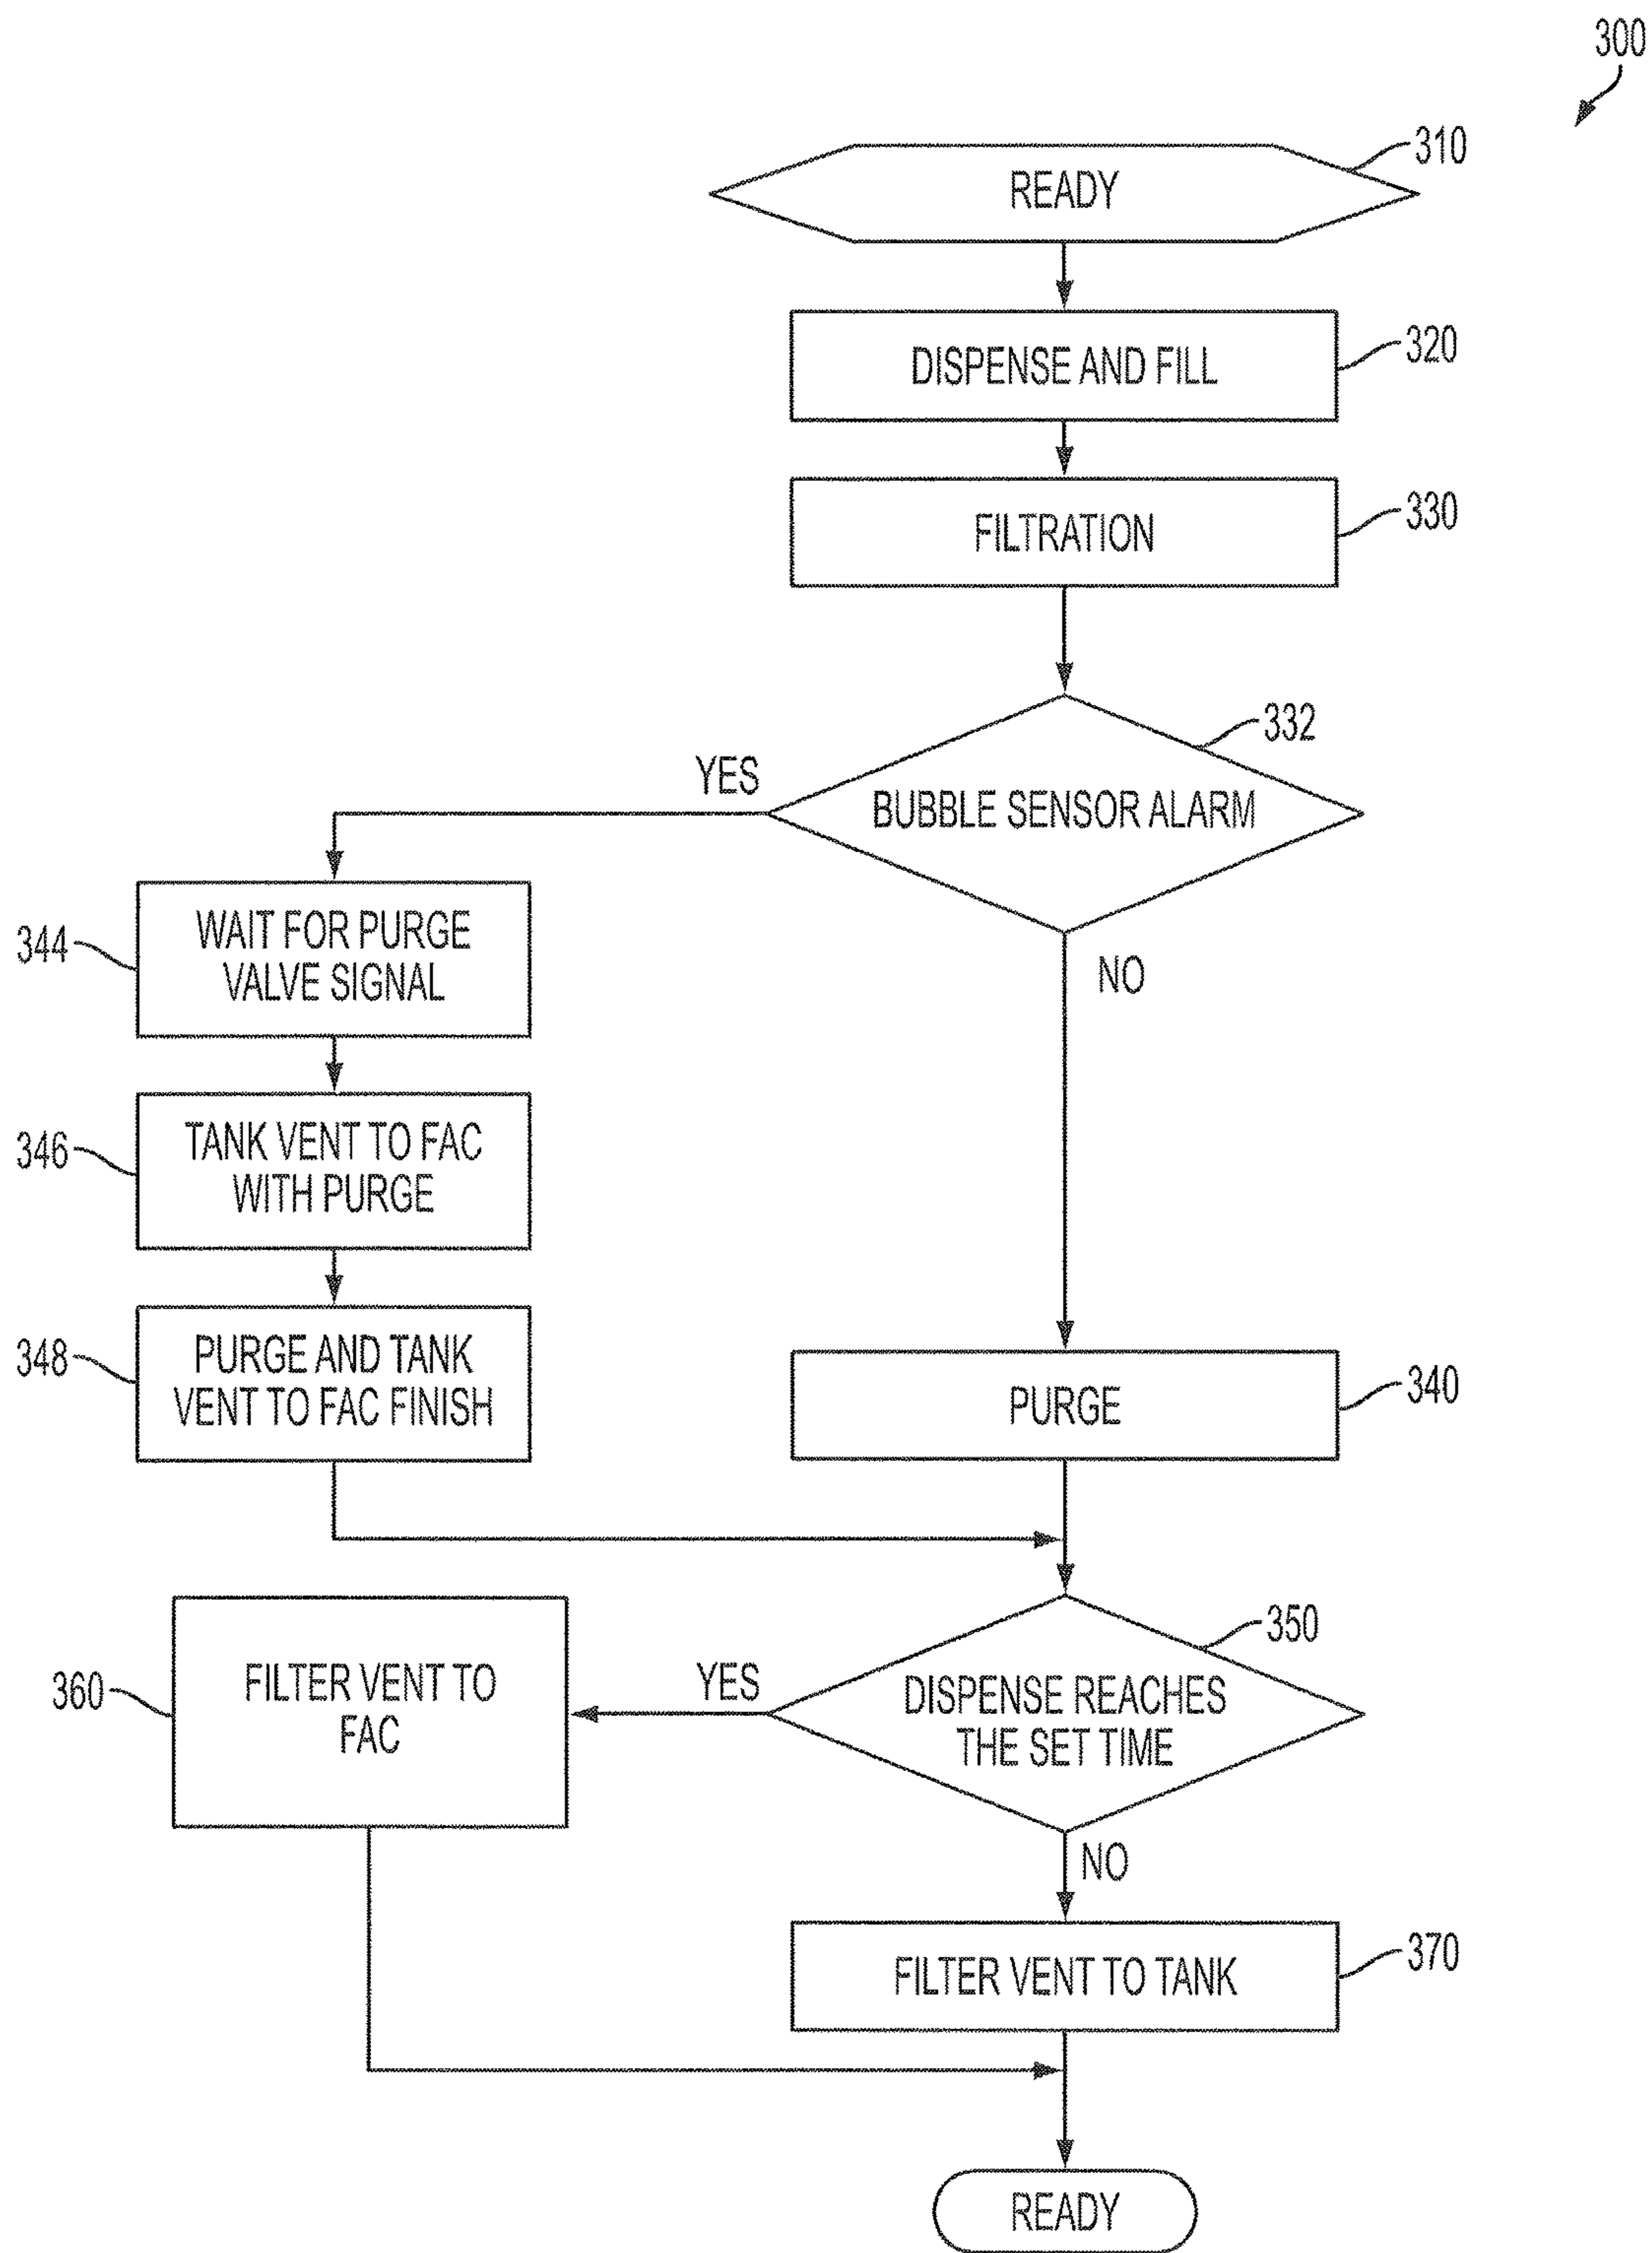 300
310
READY
320
DISPENSE AND FILL
330
FILTRATION
332
BUBBLE SENSOR ALARM
YES
NO
344
WAIT FOR PURGE
VALVE SIGNAL
346
TANK VENT TO FAC
WITH PURGE
348
PURGE AND TANK
VENT TO FAC FINISH
340
PURGE
350
DISPENSE REACHES
THE SET TIME
YES
NO
360
FILTER VENT TO
FAC
370
FILTER VENT TO TANK
READY